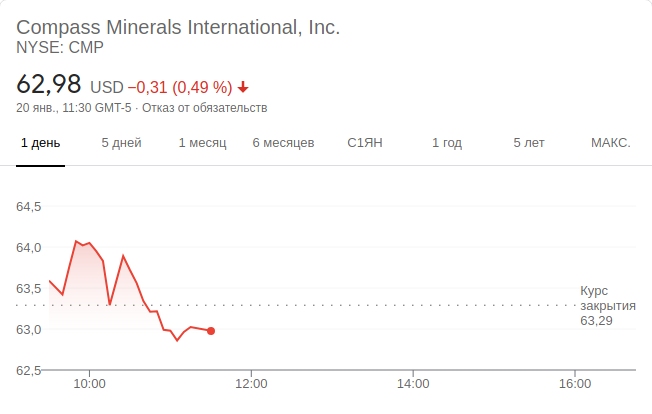 Compass Minerals International, Inc.
NYSE: CMP
62,98 USD −0,31 (0,49 %)
20 янв., 11:30 GMT-5 · Отказ от обязательств
1 день 5 дней 1 месяц 6 месяцев С1ЯН 1 год 5 лет МАКС.
64,5
64,0
63,5
Курс
закрытия
63,29
63,0
62,5
10:00 12:00 14:00 16:00